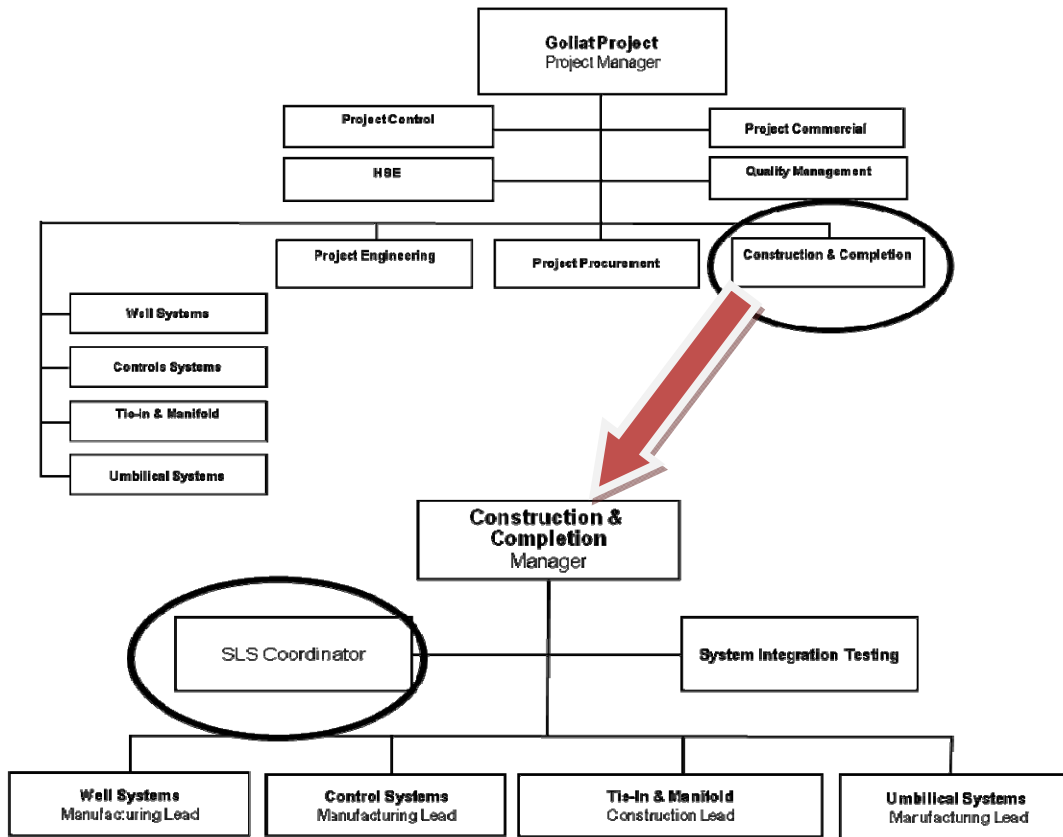 Goliat Project
Project Manager
Project Control
Project Commercial
HSE
Quality Management
Project Engineering
Project Procurement
Construction & Completion
Well Systems
Controls Systems
Tie-in & Manifold
Umbilical Systems
Construction &
Completion
Manager
SLS Coordinator
System Integration Testing
Well Systems
Manufacturing Lead
Control Systems
Manufacturing Lead
Tie-In & Manifold
Construction Lead
Umbilical Systems
Manufacturing Lead